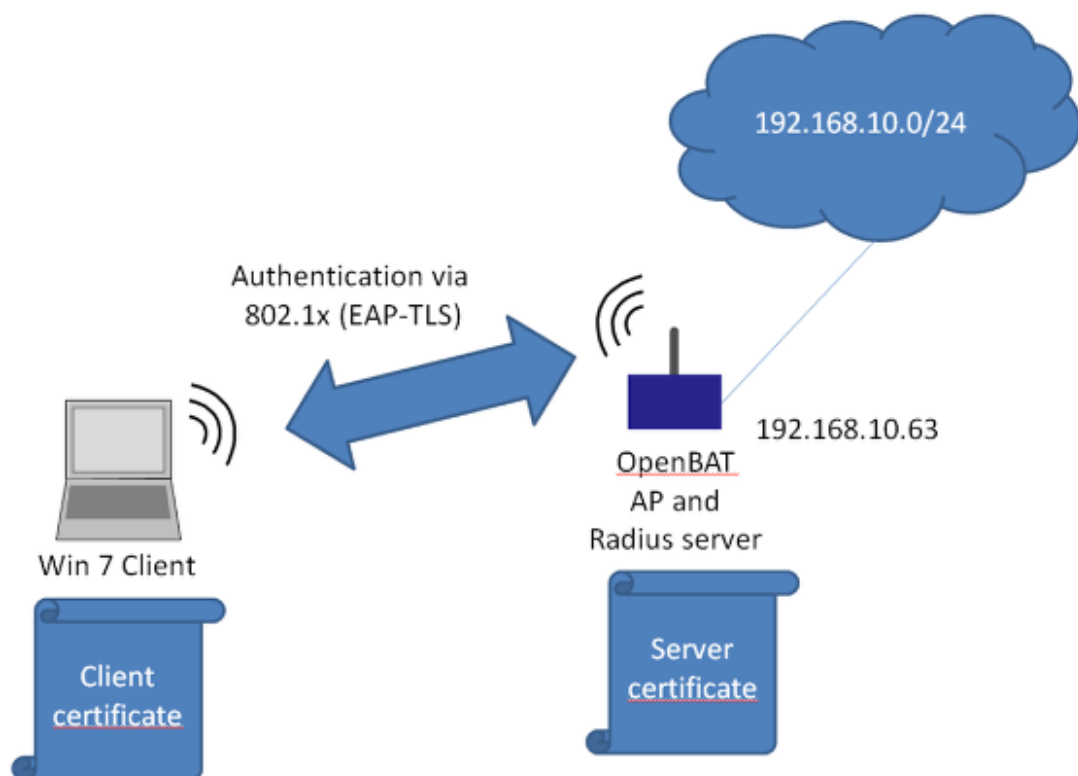 192.168.10.0/24
Authentication via
802.1x (EAP-TLS)
192.168.10.63
OpenBAT
AP and
Radius server
Win 7 Client
Client
certificate
Server
certificate